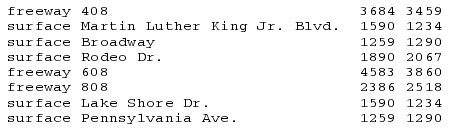 freeway 408 3684 3459
surface Martin Luther King Jr. Blvd. 1590 1234
surface Broadway 1259 1290
surface Rodeo Dr. 1890 2067
freeway 608 4583 3860
freeway 808 2386 2518
surface Lake Shore Dr. 1590 1234
surface Pennsylvania Ave. 1259 1290